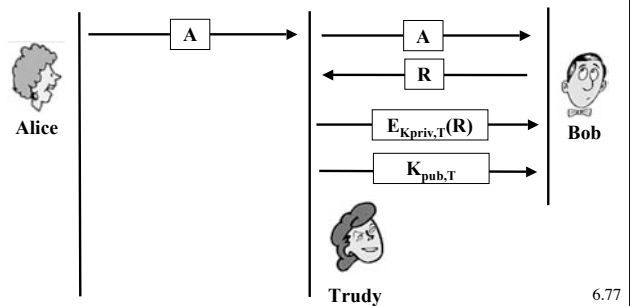 A
A
R
Alice
E_Kpriv,T(R)
Bob
K_pub,T
Trudy
6.77